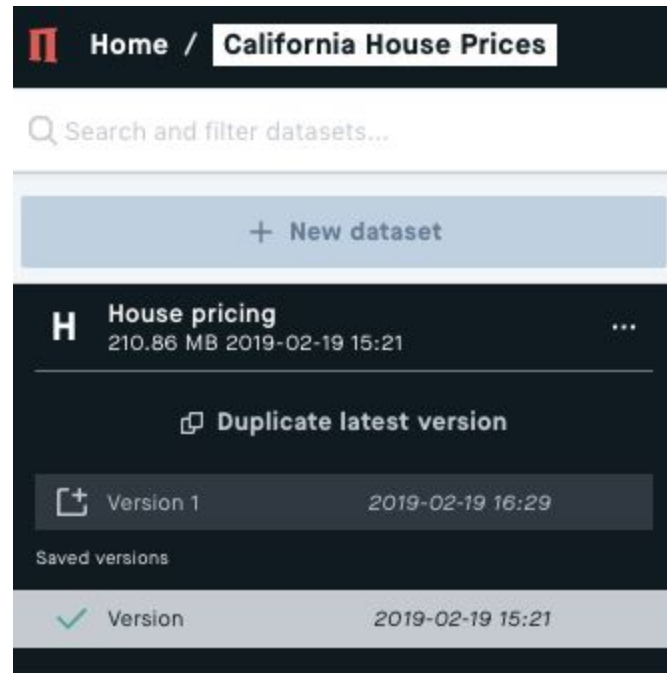 Home / California House Prices
Search and filter datasets...
+ New dataset
H House pricing
210.86 MB 2019-02-19 15:21
...
Duplicate latest version
Version 1 2019-02-19 16:29
Saved versions
Version 2019-02-19 15:21